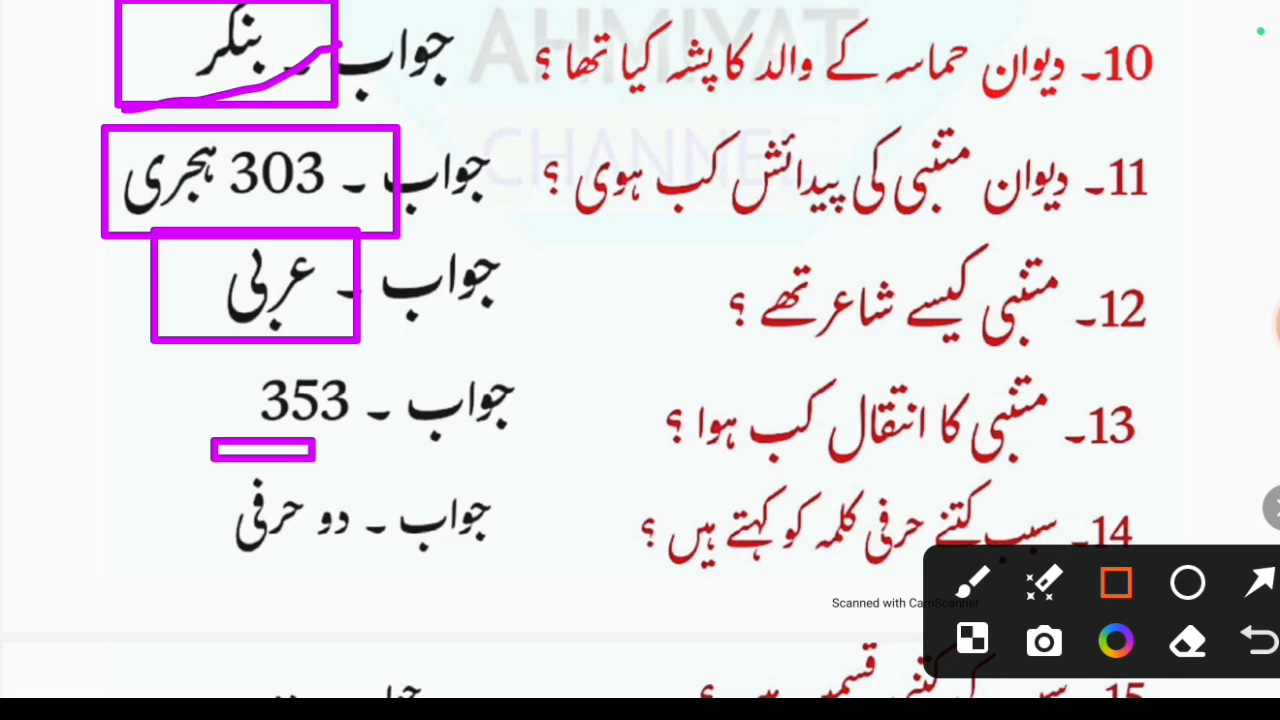 10۔ دیوان حماسہ کے والد کا پشہ کیا تھا ؟ جواب ۔ بنکر
11۔ دیوان متنبی کی پیدائش کب ہوی ؟ جواب ۔ 303 ہجری
12۔ متنبی کیسے شاعر تھے ؟ جواب ۔ عربی
13۔ متنبی کا انتقال کب ہوا ؟ جواب ۔ 353
14۔ سبب کتنے حرفی کلمہ کو کہتے ہیں ؟ جواب ۔ دو حرفی
AHMIYAT
CHANNEL
Scanned with CamScanner